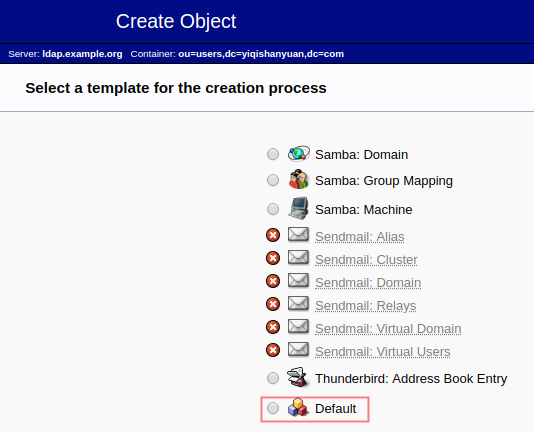 Create Object
Server: ldap.example.org Container: ou=users,dc=yiqishanyuan,dc=com
Select a template for the creation process
Samba: Domain
Samba: Group Mapping
Samba: Machine
Sendmail: Alias
Sendmail: Cluster
Sendmail: Domain
Sendmail: Relays
Sendmail: Virtual Domain
Sendmail: Virtual Users
Thunderbird: Address Book Entry
Default